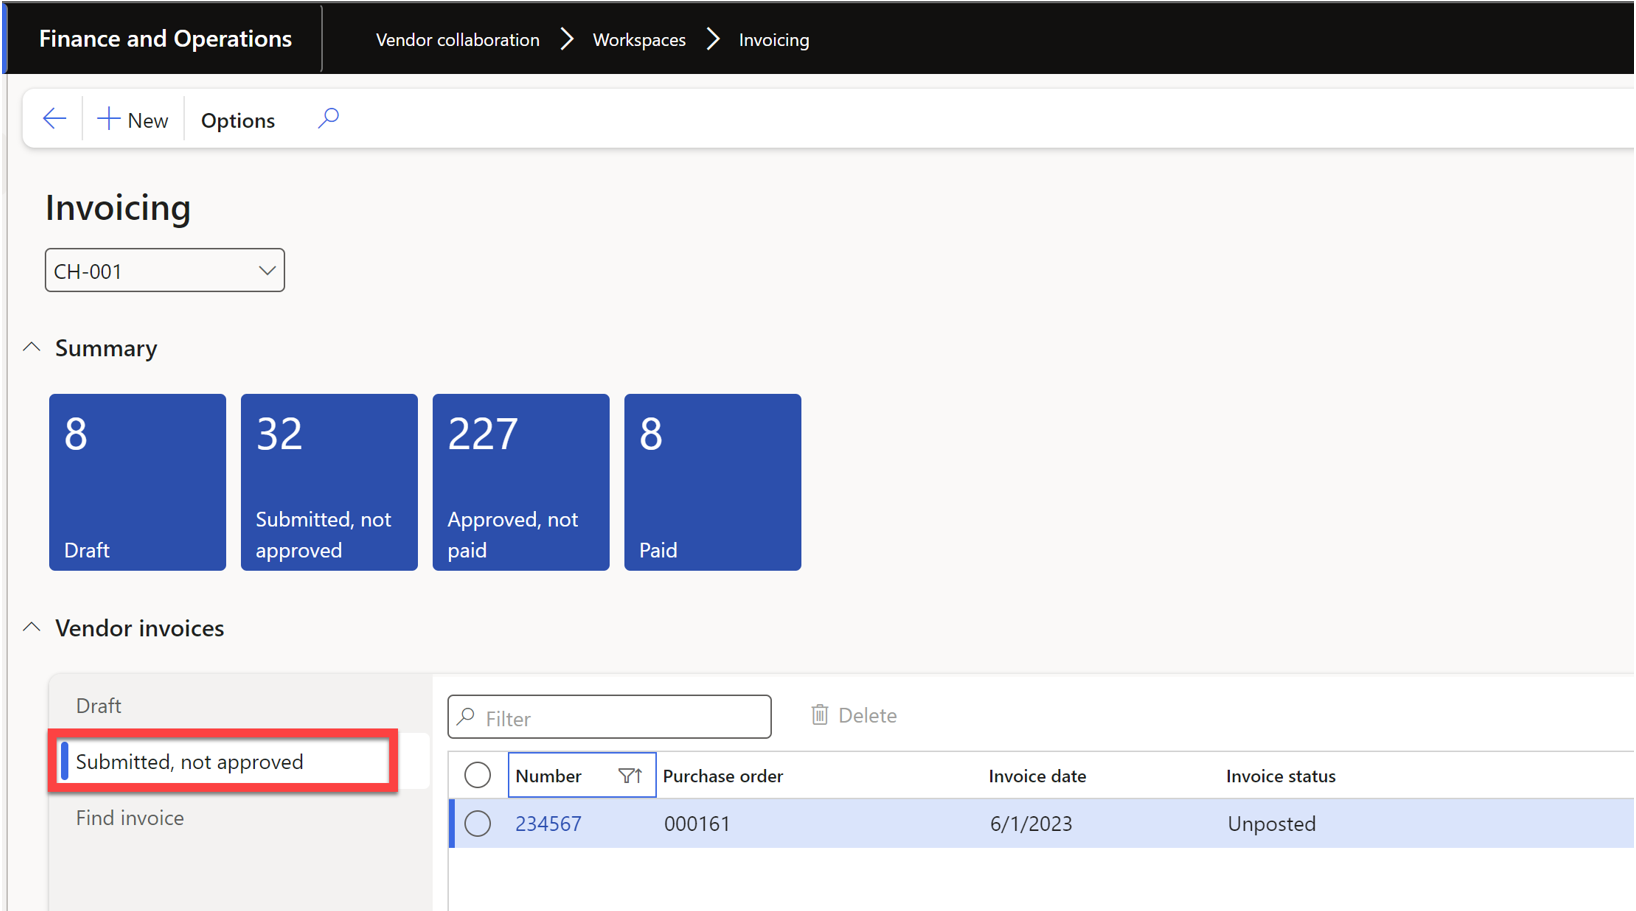 Finance and Operations
Vendor collaboration > Workspaces > Invoicing
New Options
Invoicing
CH-001
Summary
8
Draft
32
Submitted, not
approved
227
Approved, not
paid
8
Paid
Vendor invoices
Draft
Submitted, not approved
Find invoice
Filter Delete
Number Purchase order Invoice date Invoice status
234567 000161 6/1/2023 Unposted